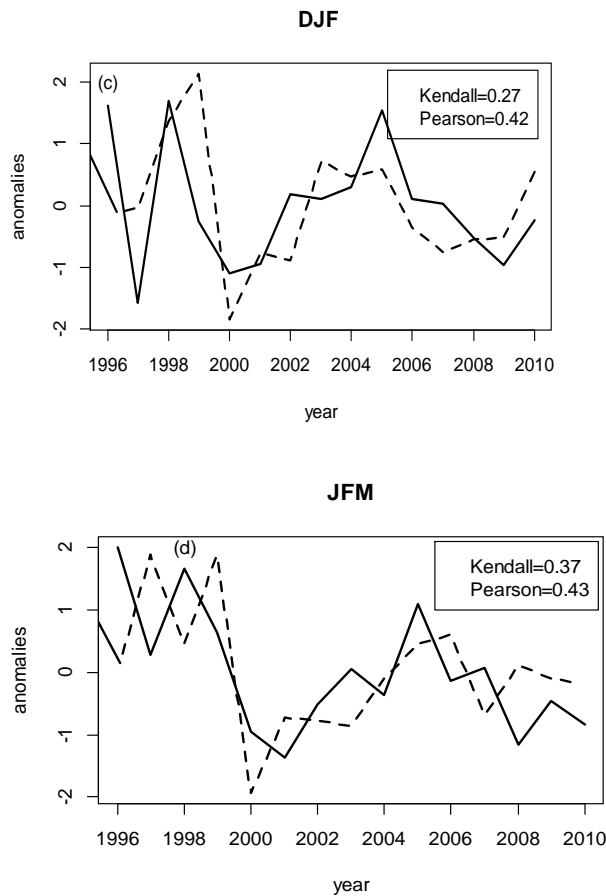 DJF
(c)
Kendall=0.27
Pearson=0.42
anomalies
2
1
0
-1
-2
1996 1998 2000 2002 2004 2006 2008 2010
year
JFM
(d)
Kendall=0.37
Pearson=0.43
anomalies
2
1
0
-1
-2
1996 1998 2000 2002 2004 2006 2008 2010
year